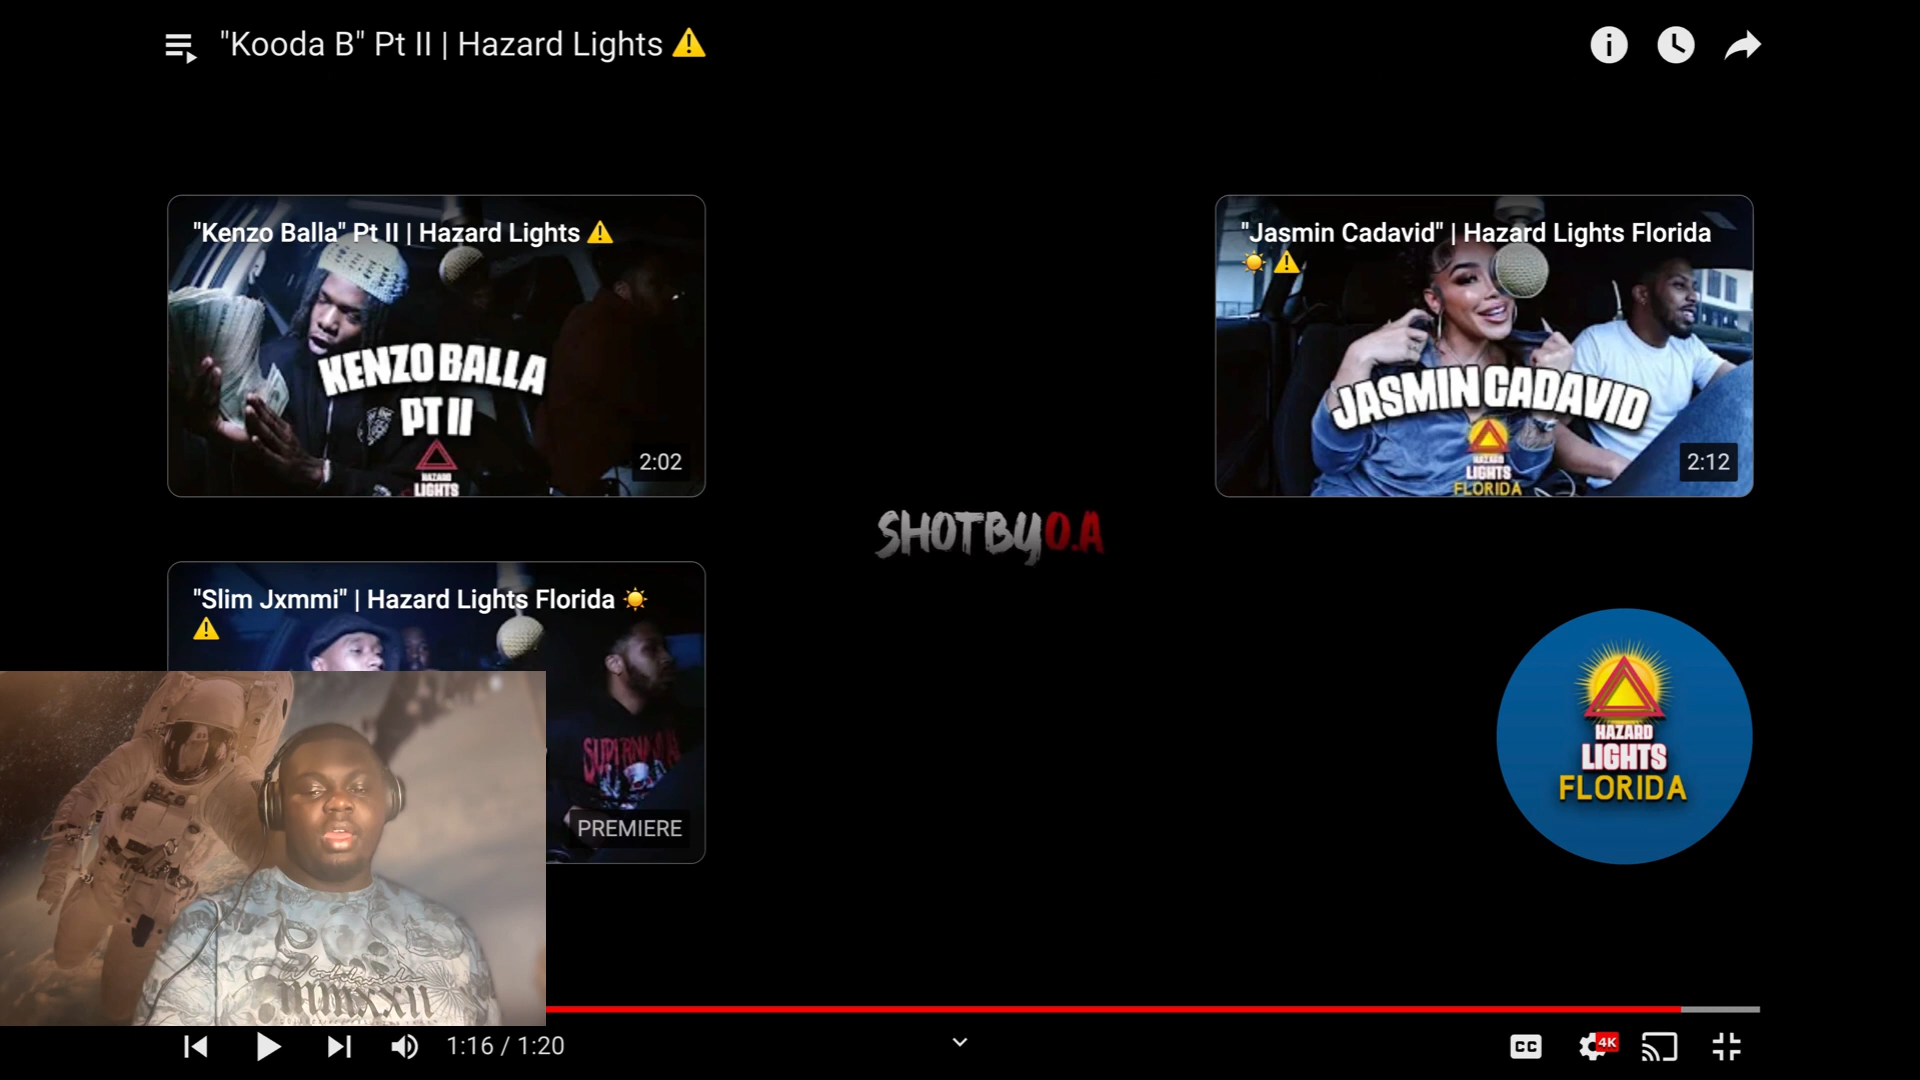 "Kooda B" Pt II | Hazard Lights ⚠️
"Kenzo Balla" Pt II | Hazard Lights ⚠️
KENZO BALLA
PT II
HAZARD
LIGHTS
2:02
"Jasmin Cadavid" | Hazard Lights Florida
☀️ ⚠️
JASMIN CADAVID
HAZARD
LIGHTS
FLORIDA
2:12
SHOTBYO.A
"Slim Jxmmi" | Hazard Lights Florida ☀️
⚠️
PREMIERE
HAZARD
LIGHTS
FLORIDA
MMXXII
1:16 / 1:20
CC
4K